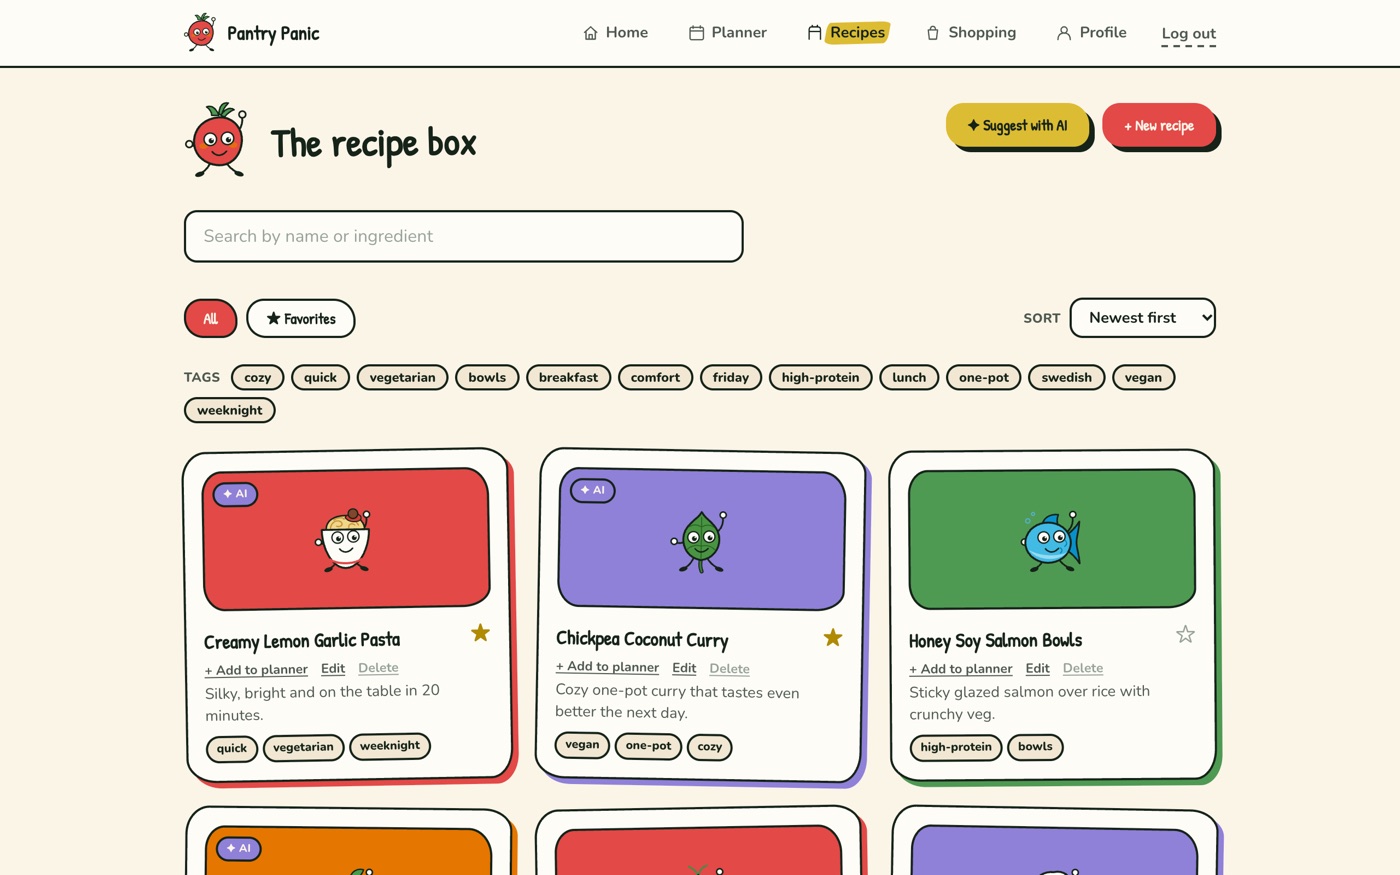 Pantry Panic
Home
Planner
Recipes
Shopping
Profile
Log out
The recipe box
✦ Suggest with AI
+ New recipe
Search by name or ingredient
All
★ Favorites
SORT
Newest first
TAGS
cozy
quick
vegetarian
bowls
breakfast
comfort
friday
high-protein
lunch
one-pot
swedish
vegan
weeknight
✦ AI
Creamy Lemon Garlic Pasta
+ Add to planner Edit Delete
Silky, bright and on the table in 20
minutes.
quick
vegetarian
weeknight
✦ AI
Chickpea Coconut Curry
+ Add to planner Edit Delete
Cozy one-pot curry that tastes even
better the next day.
vegan
one-pot
cozy
Honey Soy Salmon Bowls
+ Add to planner Edit Delete
Sticky glazed salmon over rice with
crunchy veg.
high-protein
bowls
✦ AI